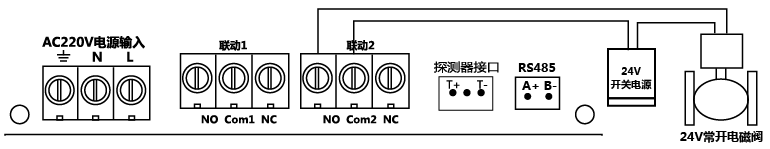 AC220V电源输入
N L
联动1
NO Com1 NC
联动2
NO Com2 NC
探测器接口
T+ T-
RS485
A+ B-
24V
开关电源
24V常开电磁阀